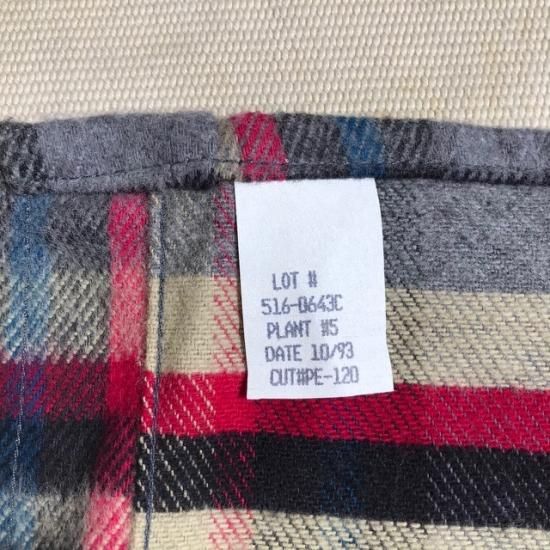 LOT #
516-0643C
PLANT #5
DATE 10/93
CUT#PE-120